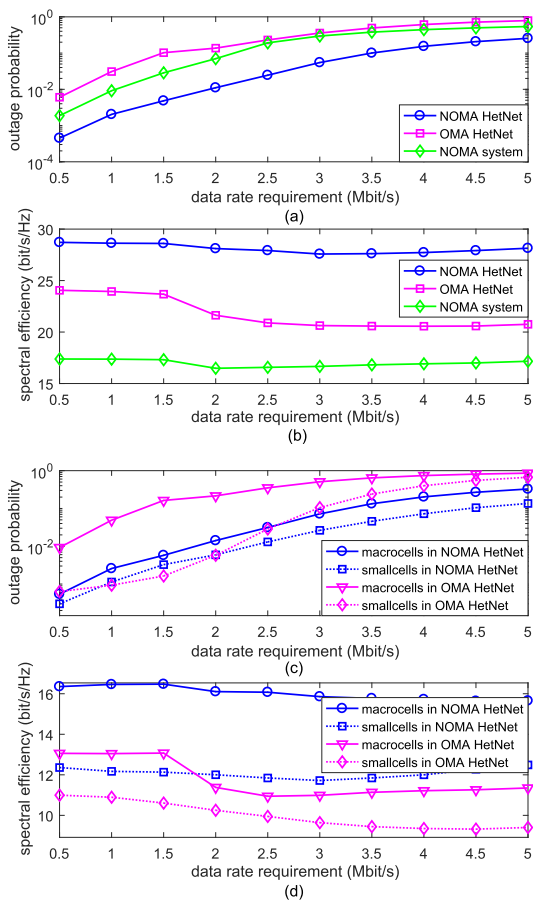 10^0
10^-2
10^-4
outage probability
NOMA HetNet
OMA HetNet
NOMA system
0.5 1 1.5 2 2.5 3 3.5 4 4.5 5
data rate requirement (Mbit/s)
(a)
30
25
20
15
spectral efficiency (bit/s/Hz)
NOMA HetNet
OMA HetNet
NOMA system
0.5 1 1.5 2 2.5 3 3.5 4 4.5 5
data rate requirement (Mbit/s)
(b)
10^0
10^-2
outage probability
macrocells in NOMA HetNet
smallcells in NOMA HetNet
macrocells in OMA HetNet
smallcells in OMA HetNet
0.5 1 1.5 2 2.5 3 3.5 4 4.5 5
data rate requirement (Mbit/s)
(c)
16
14
12
10
spectral efficiency (bit/s/Hz)
macrocells in NOMA HetNet
smallcells in NOMA HetNet
macrocells in OMA HetNet
smallcells in OMA HetNet
0.5 1 1.5 2 2.5 3 3.5 4 4.5 5
data rate requirement (Mbit/s)
(d)